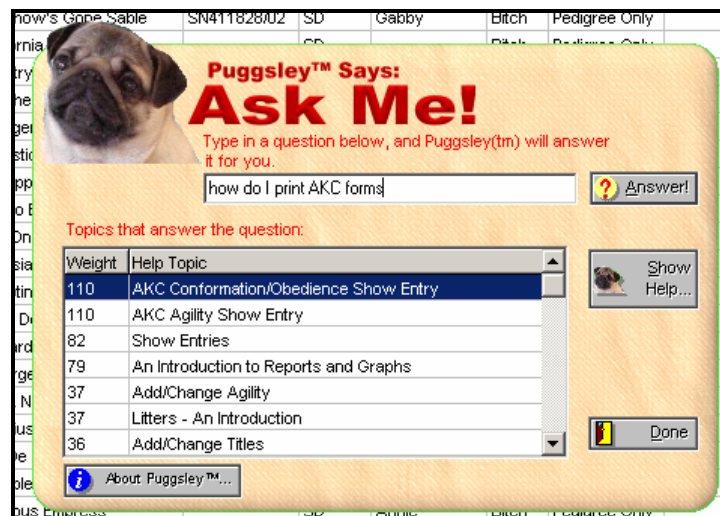 now's Gone Sable SN411828/02 SD Gabby Bitch Pedigree Only
Puggsley™ Says:
Ask Me!
Type in a question below, and Puggsley(tm) will answer
it for you.
how do I print AKC forms
? Answer!
Topics that answer the question:
Weight Help Topic
110 AKC Conformation/Obedience Show Entry
110 AKC Agility Show Entry
82 Show Entries
79 An Introduction to Reports and Graphs
37 Add/Change Agility
37 Litters - An Introduction
36 Add/Change Titles
Show
Help...
Done
i About Puggsley™...
ous Empress SD Annie Bitch Pedigree Only